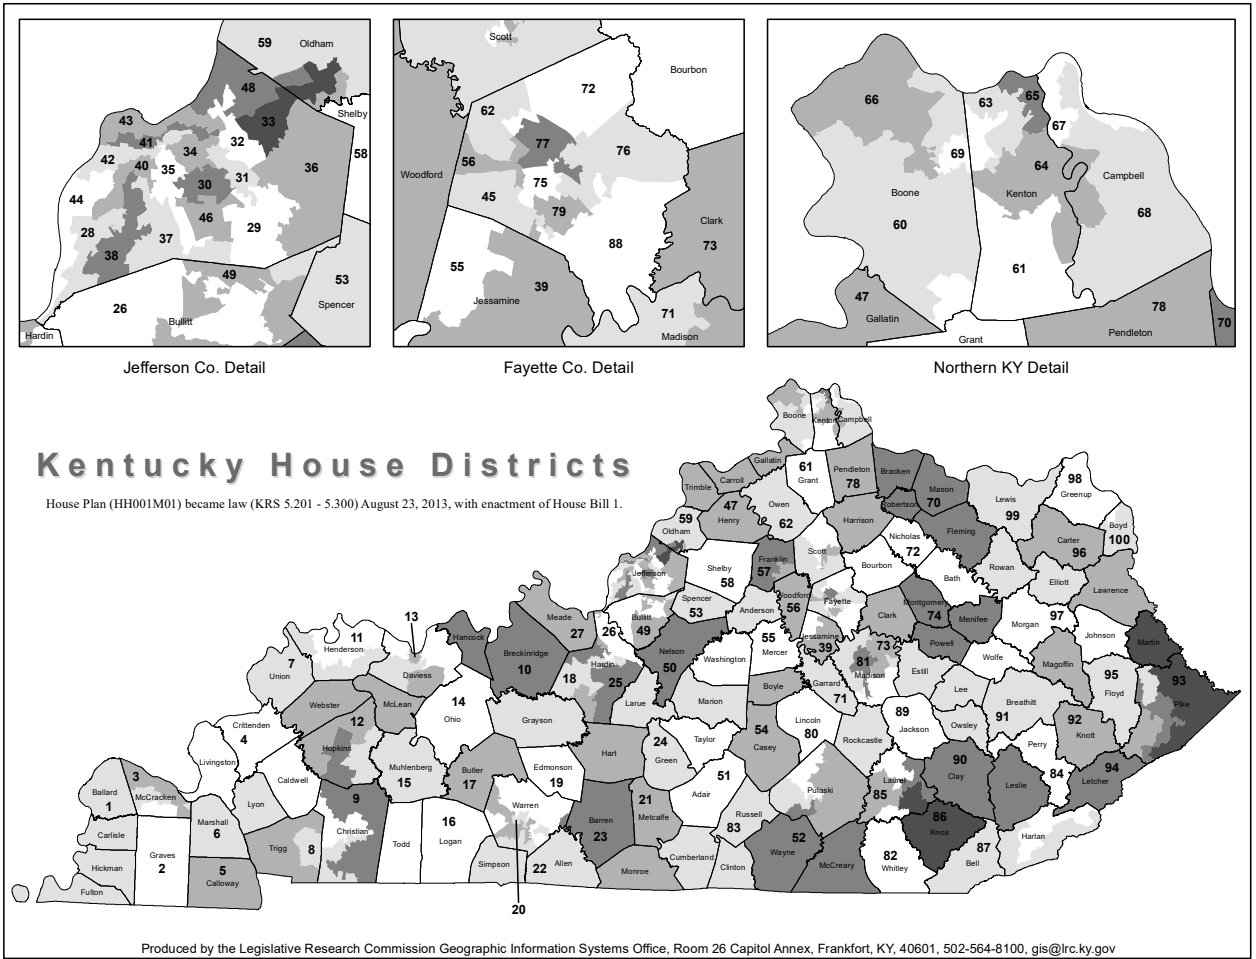 59
Oldham
48
33
Shelby
43
41
32
34
42
40
35
36
58
30
31
44
46
29
28
37
38
49
53
26
Spencer
Bullitt
Hardin
Jefferson Co. Detail
Scott
Bourbon
72
62
77
76
56
Woodford
75
45
79
Clark
73
88
55
39
Jessamine
71
Madison
Fayette Co. Detail
66
63
65
67
69
64
Campbell
Boone
Kenton
68
60
61
47
78
Gallatin
70
Pendleton
Grant
Northern KY Detail
Kentucky House Districts
House Plan (HH001M01) became law (KRS 5.201 - 5.300) August 23, 2013, with enactment of House Bill 1.
Boone
Kenton
Campbell
Gallatin
61
Grant
Pendleton
78
Bracken
Carroll
Trimble
Mason
70
Robertson
98
Greenup
Lewis
99
47
Henry
Owen
62
59
Oldham
Harrison
Fleming
Boyd
100
Nicholas
72
Carter
96
Scott
Franklin
57
Bourbon
Rowan
Jefferson
Shelby
58
Bath
Elliott
Lawrence
Spencer
53
Anderson
Woodford
56
Fayette
Clark
Montgomery
74
Menifee
Morgan
97
Johnson
Martin
13
Meade
27
26
Bullitt
49
11
Henderson
Hancock
55
Mercer
Jessamine
39
73
Powell
Wolfe
Magoffin
Nelson
50
Washington
81
Madison
Estill
95
Floyd
93
Pike
7
Union
Daviess
Breckinridge
10
Hardin
18
25
Boyle
Garrard
71
Lee
Breathitt
91
Webster
McLean
14
Ohio
Larue
Marion
89
Jackson
Owsley
92
Knott
12
Hopkins
Grayson
Lincoln
80
Rockcastle
Perry
84
Crittenden
4
54
Casey
24
Green
Taylor
Hart
90
Clay
Leslie
94
Letcher
Livingston
Caldwell
Muhlenberg
15
Butler
17
Edmonson
19
51
Adair
Pulaski
Laurel
85
3
McCracken
Ballard
1
Lyon
9
Christian
Warren
21
Metcalfe
Russell
83
86
Knox
Harlan
Carlisle
Marshall
6
16
Logan
Todd
Barren
23
52
Wayne
87
Bell
Graves
2
Trigg
8
Hickman
5
Calloway
Simpson
22
Allen
Monroe
Cumberland
Clinton
McCreary
82
Whitley
Fulton
20
Produced by the Legislative Research Commission Geographic Information Systems Office, Room 26 Capitol Annex, Frankfort, KY, 40601, 502-564-8100, gis@lrc.ky.gov